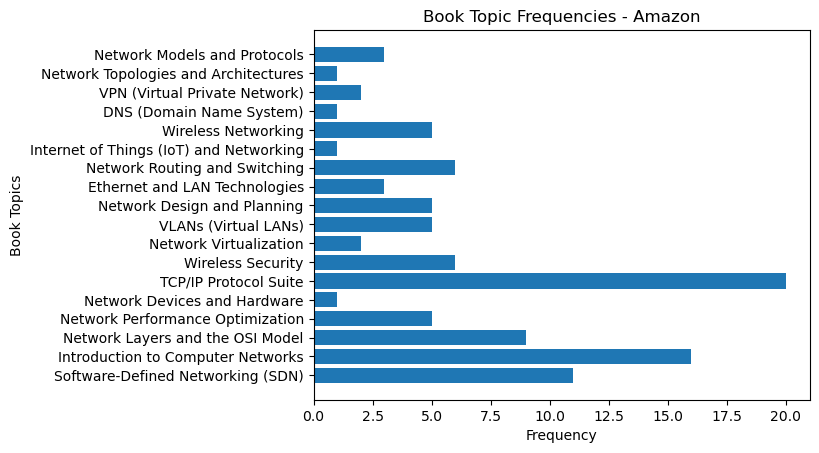 Book Topic Frequencies - Amazon
Book Topics
Network Models and Protocols
Network Topologies and Architectures
VPN (Virtual Private Network)
DNS (Domain Name System)
Wireless Networking
Internet of Things (IoT) and Networking
Network Routing and Switching
Ethernet and LAN Technologies
Network Design and Planning
VLANs (Virtual LANs)
Network Virtualization
Wireless Security
TCP/IP Protocol Suite
Network Devices and Hardware
Network Performance Optimization
Network Layers and the OSI Model
Introduction to Computer Networks
Software-Defined Networking (SDN)
0.0 2.5 5.0 7.5 10.0 12.5 15.0 17.5 20.0
Frequency